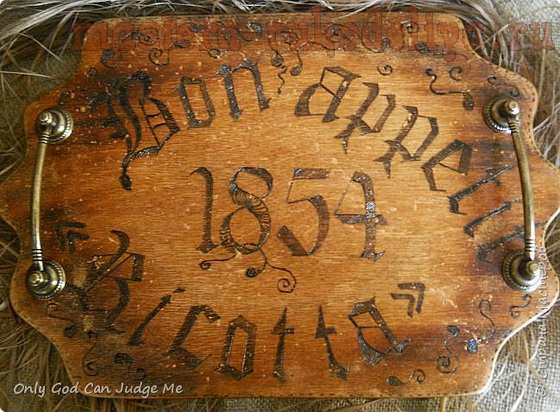 Bon' appetit
1854
"Ricotta"
Only God Can Judge Me